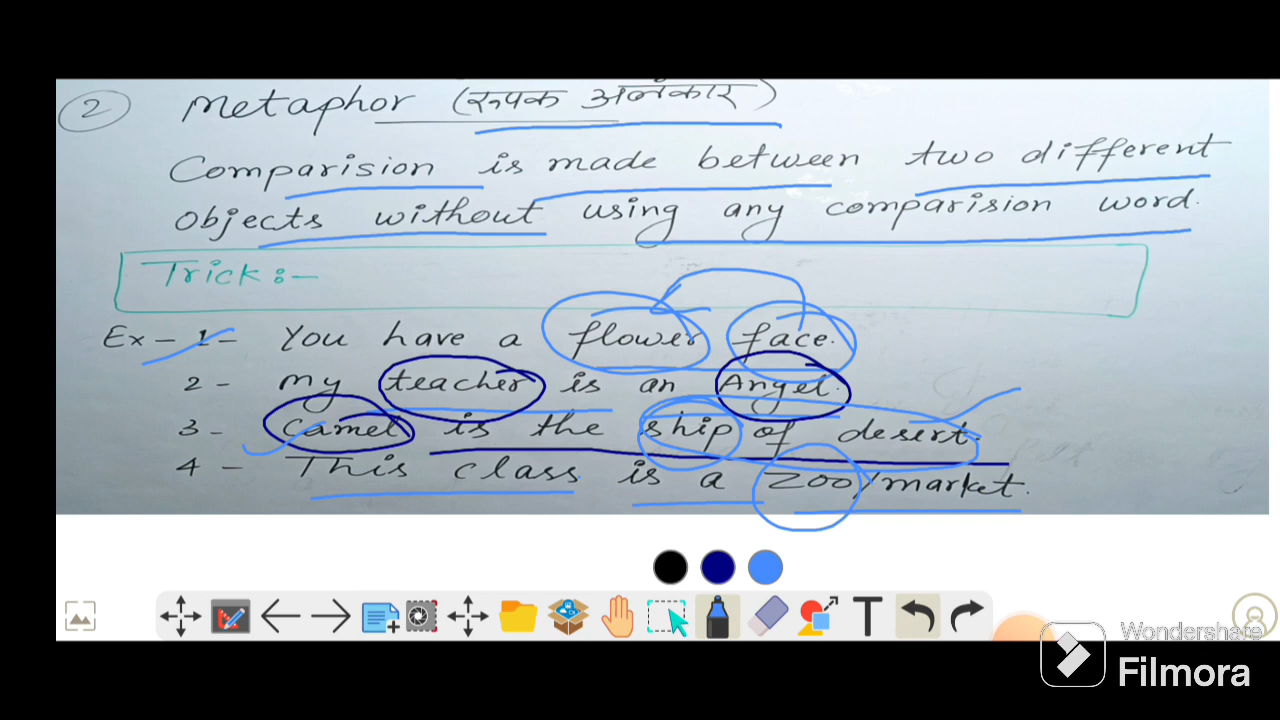 2 Metaphor (रूपक अलंकार)
Comparision is made between two different
objects without using any comparision word.
Trick :-
Ex - 1 - You have a flower face.
2 - my teacher is an Angel.
3 - Camel is the ship of desert.
4 - This class is a zoo/market.
T
Wondershare
Filmora